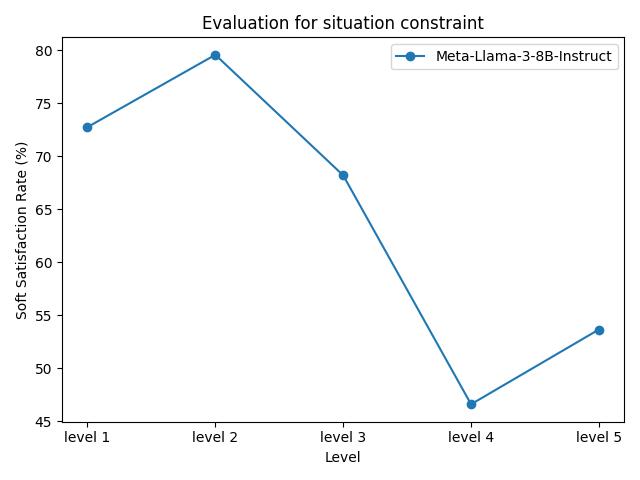 Evaluation for situation constraint
Meta-Llama-3-8B-Instruct
Soft Satisfaction Rate (%)
80
75
70
65
60
55
50
45
level 1 level 2 level 3 level 4 level 5
Level